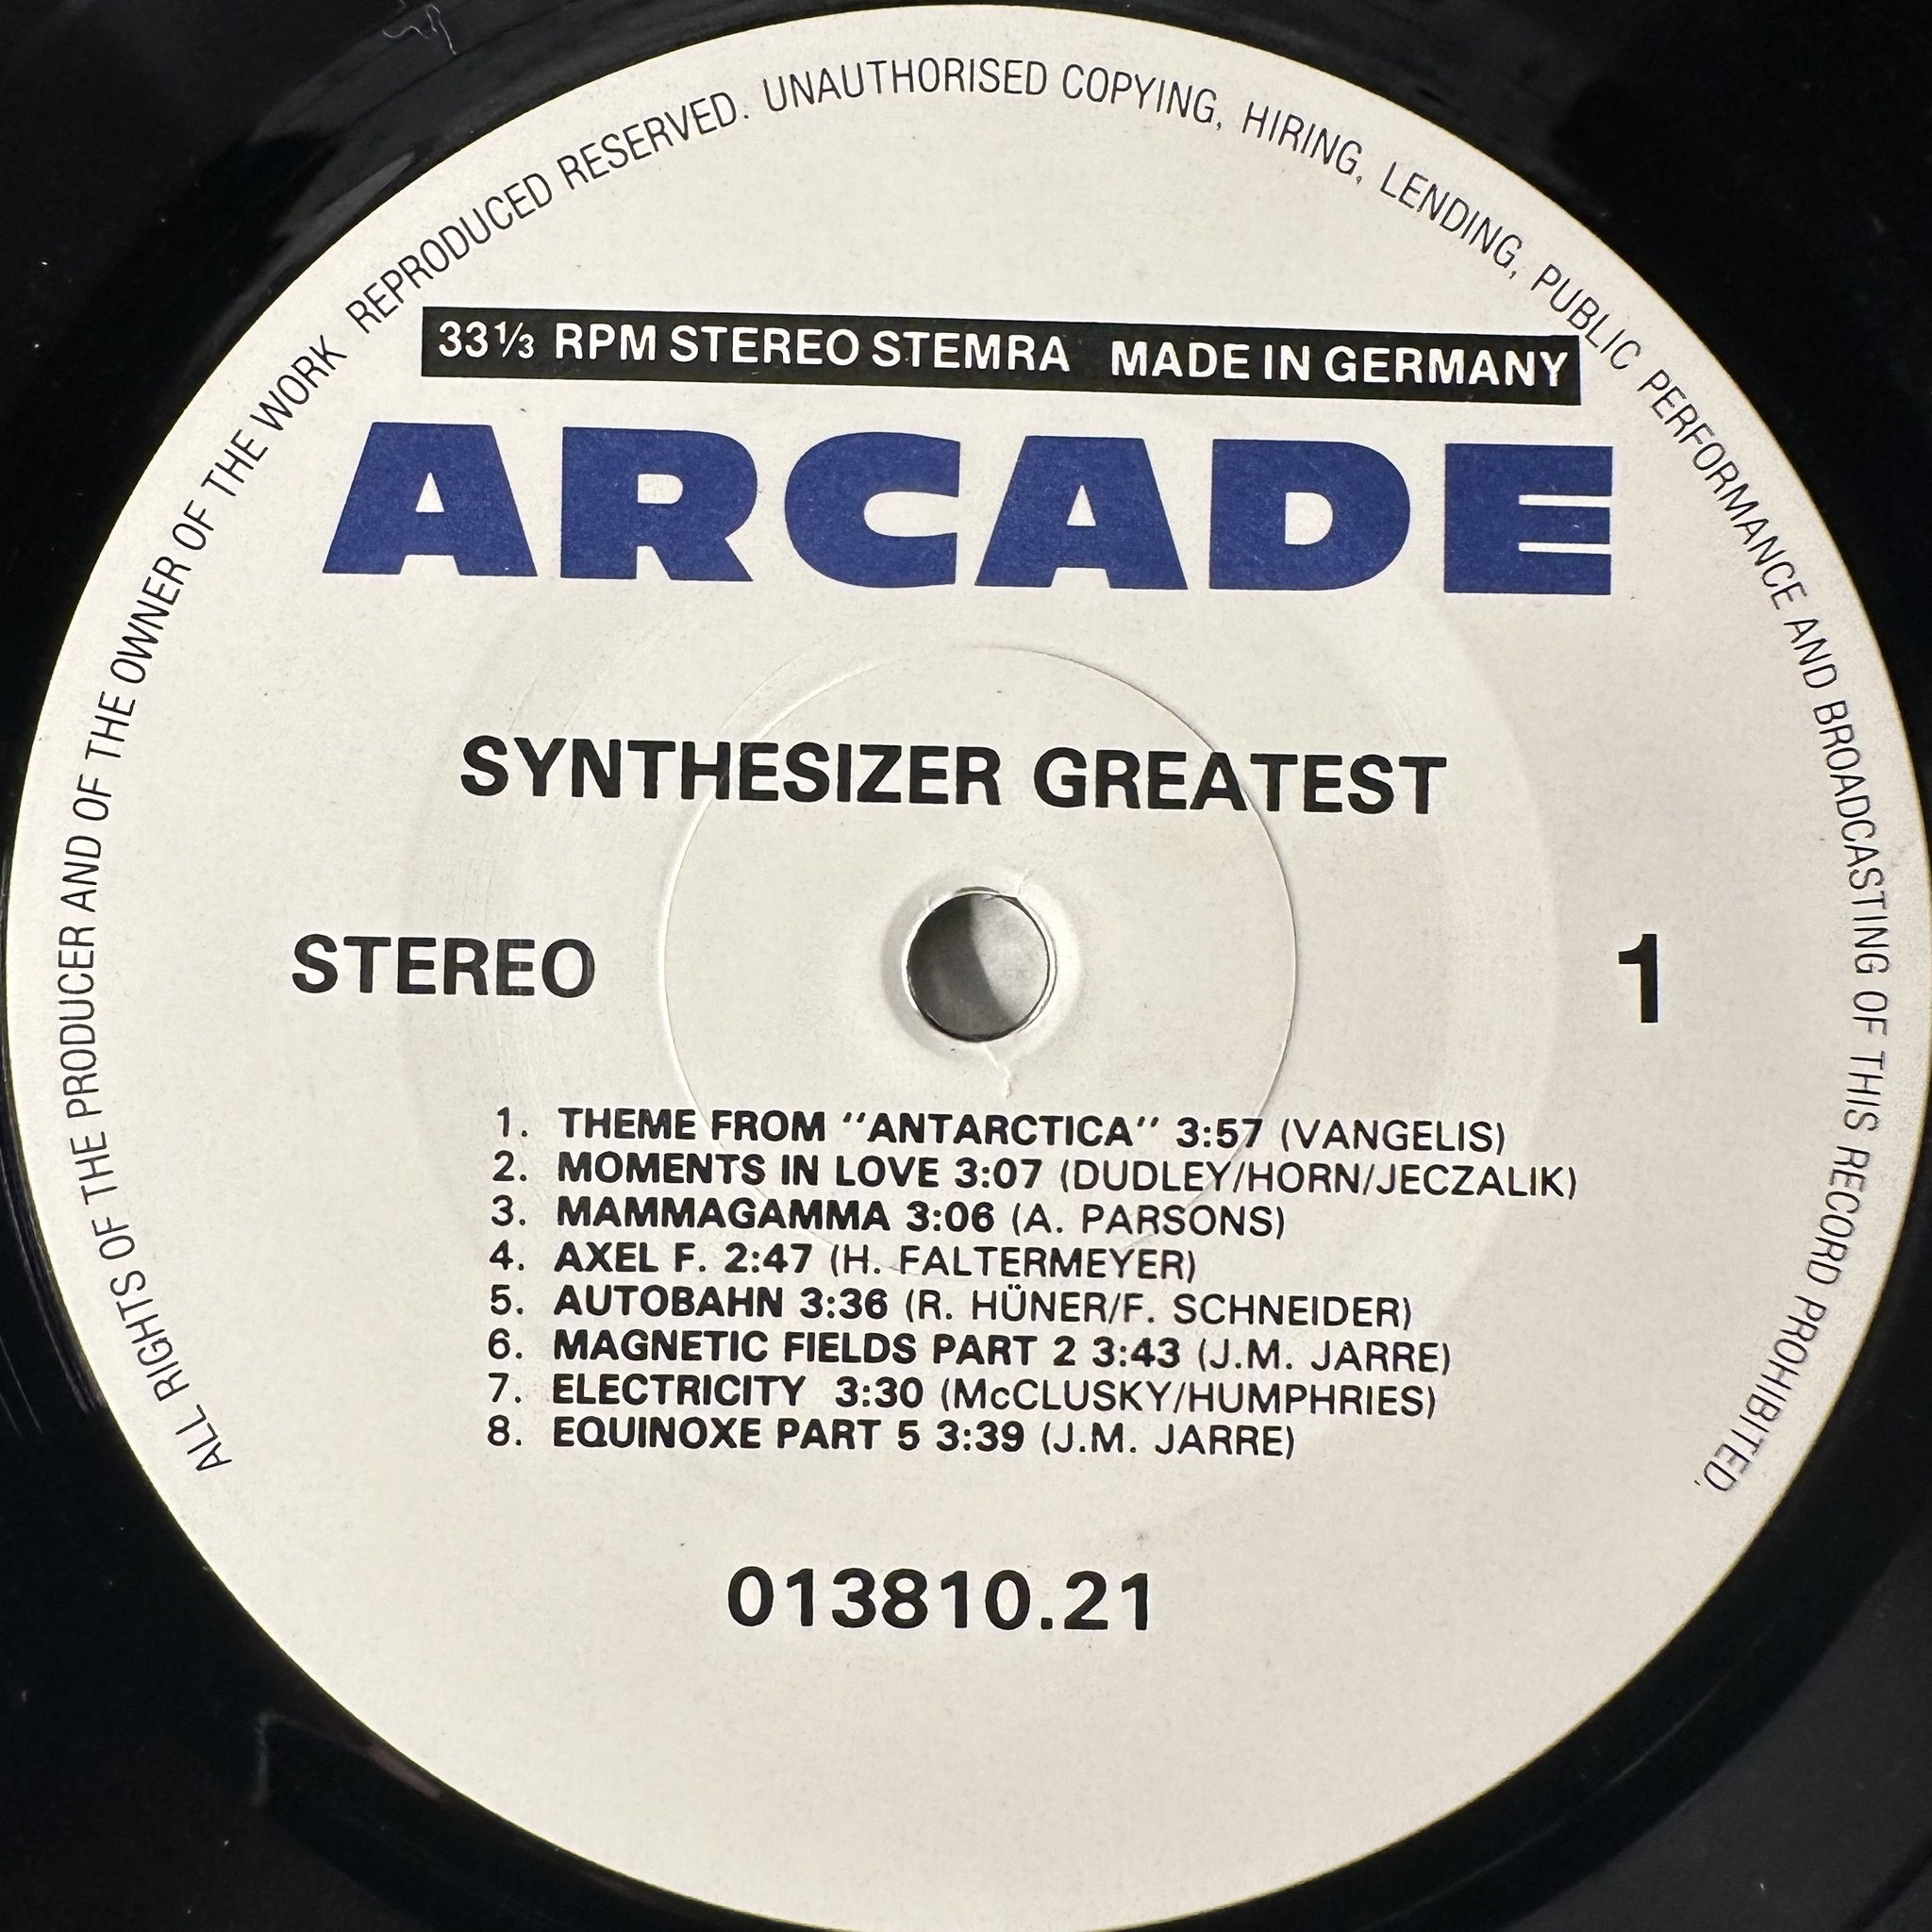 ALL RIGHTS OF THE PRODUCER AND OF THE OWNER OF THE WORK REPRODUCED RESERVED. UNAUTHORISED COPYING, HIRING, LENDING, PUBLIC PERFORMANCE AND BROADCASTING OF THIS RECORD PROHIBITED.
33⅓ RPM STEREO STEMRA MADE IN GERMANY
ARCADE
SYNTHESIZER GREATEST
STEREO 1
1. THEME FROM "ANTARCTICA" 3:57 (VANGELIS)
2. MOMENTS IN LOVE 3:07 (DUDLEY/HORN/JECZALIK)
3. MAMMAGAMMA 3:06 (A. PARSONS)
4. AXEL F. 2:47 (H. FALTERMEYER)
5. AUTOBAHN 3:36 (R. HÜNER/F. SCHNEIDER)
6. MAGNETIC FIELDS PART 2 3:43 (J.M. JARRE)
7. ELECTRICITY 3:30 (McCLUSKY/HUMPHRIES)
8. EQUINOXE PART 5 3:39 (J.M. JARRE)
013810.21